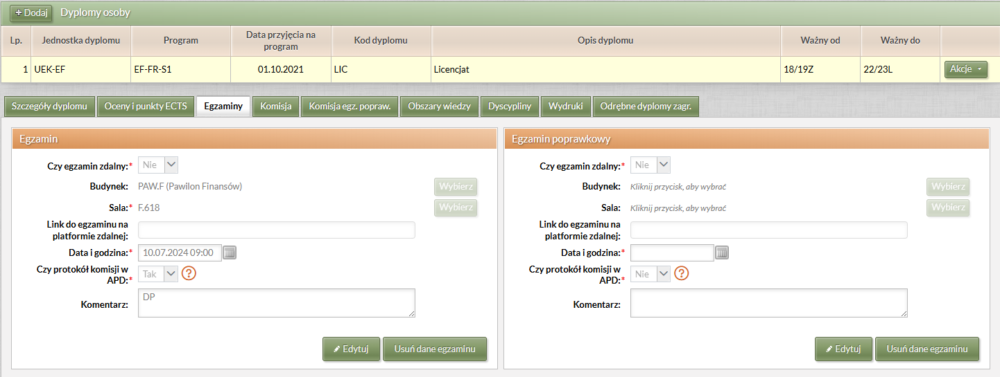 Dodaj Dyplomy osoby
Lp. Jednostka dyplomu Program Data przyjęcia na program Kod dyplomu Opis dyplomu Ważny od Ważny do
1 UEK-EF EF-FR-S1 01.10.2021 LIC Licencjat 18/19Z 22/23L Akcje
Szczegóły dyplomu Oceny i punkty ECTS Egzaminy Komisja Komisja egz. popraw. Obszary wiedzy Dyscypliny Wydruki Odrębne dyplomy zagr.
Egzamin
Czy egzamin zdalny:* Nie
Budynek: PAW.F (Pawilon Finansów) Wybierz
Sala:* F.618 Wybierz
Link do egzaminu na
platformie zdalnej:
Data i godzina:* 10.07.2024 09:00
Czy protokół komisji w
APD:* Tak ?
Komentarz: DP
Edytuj Usuń dane egzaminu
Egzamin poprawkowy
Czy egzamin zdalny:* Nie
Budynek: Kliknij przycisk, aby wybrać Wybierz
Sala: Kliknij przycisk, aby wybrać Wybierz
Link do egzaminu na
platformie zdalnej:
Data i godzina:*
Czy protokół komisji w
APD:* Nie ?
Komentarz:
Edytuj Usuń dane egzaminu